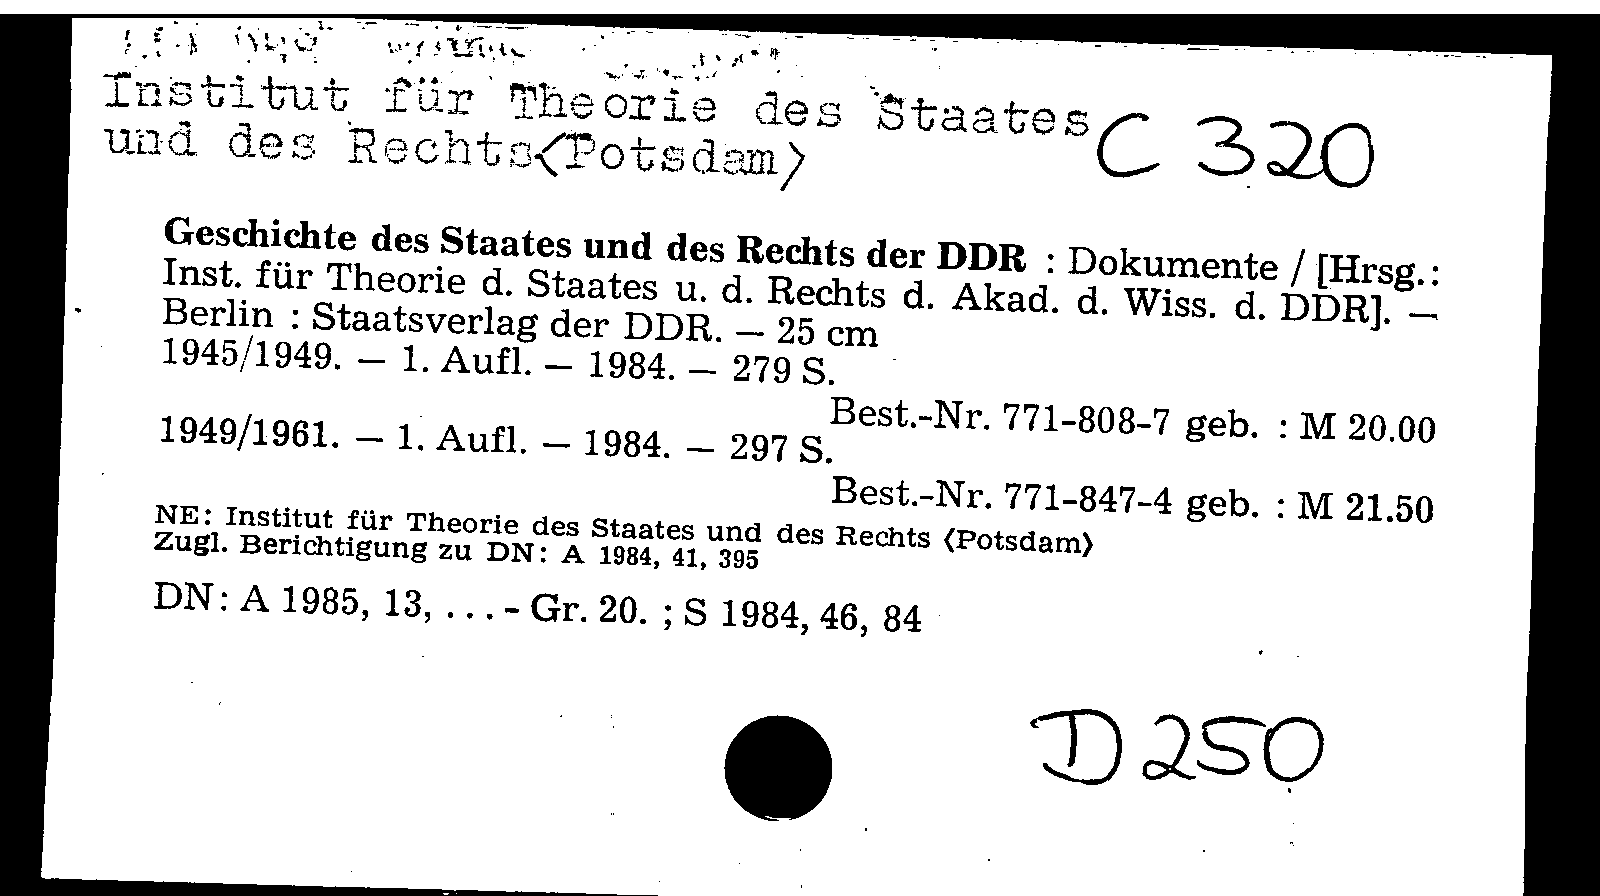 Institut für Theorie des Staates
und des Rechts<Potsdam>
C 320
Geschichte des Staates und des Rechts der DDR : Dokumente / [Hrsg.:
Inst. für Theorie d. Staates u. d. Rechts d. Akad. d. Wiss. d. DDR]. —
Berlin : Staatsverlag der DDR. — 25 cm
1945/1949. — 1. Aufl. — 1984. — 279 S.
Best.-Nr. 771-808-7 geb. : M 20.00
1949/1961. — 1. Aufl. — 1984. — 297 S.
Best.-Nr. 771-847-4 geb. : M 21.50
NE: Institut für Theorie des Staates und des Rechts ⟨Potsdam⟩
Zugl. Berichtigung zu DN: A 1984, 41, 395
DN: A 1985, 13, ... - Gr. 20. ; S 1984, 46, 84
D 250